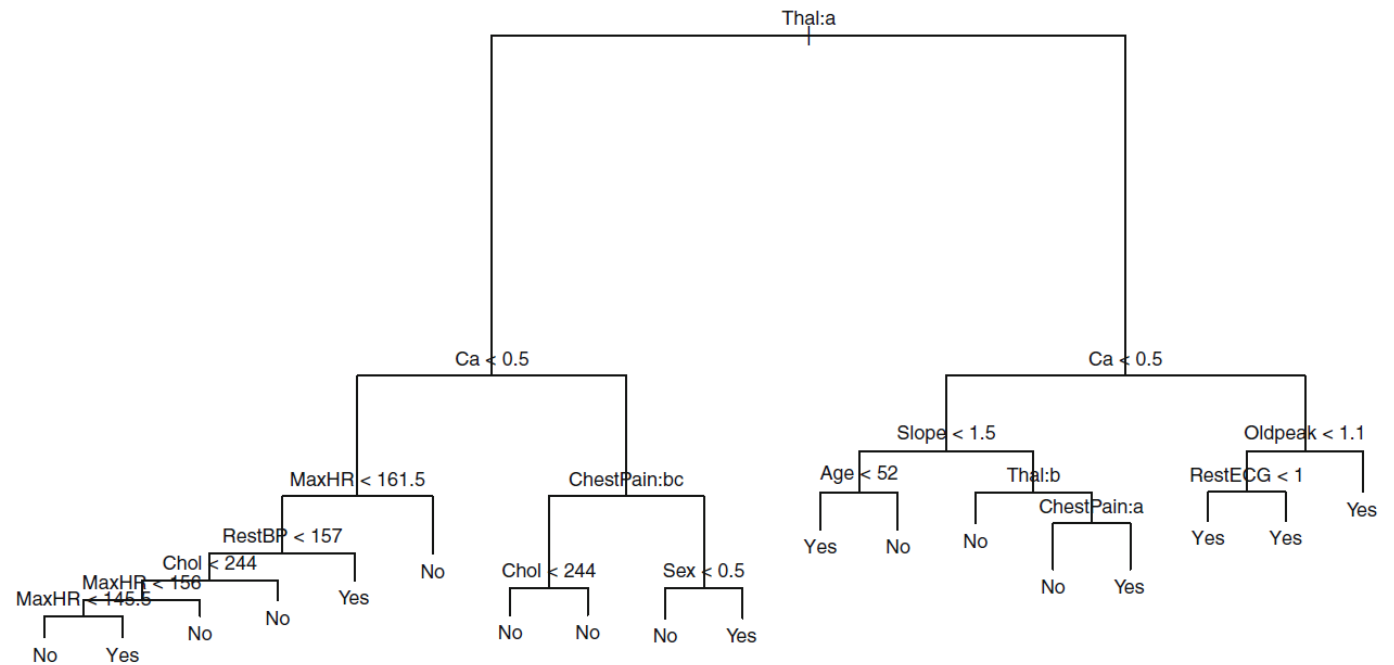 Thal:a
Ca < 0.5
Ca < 0.5
Slope < 1.5
Oldpeak < 1.1
MaxHR < 161.5
ChestPain:bc
Age < 52
Thal:b
RestECG < 1
ChestPain:a
Yes
RestBP < 157
Yes
No
No
Yes
Yes
Chol < 244
No
Chol < 244
Sex < 0.5
MaxHR < 156
No
Yes
MaxHR < 145.5
Yes
No
No
No
No
No
Yes
No
Yes